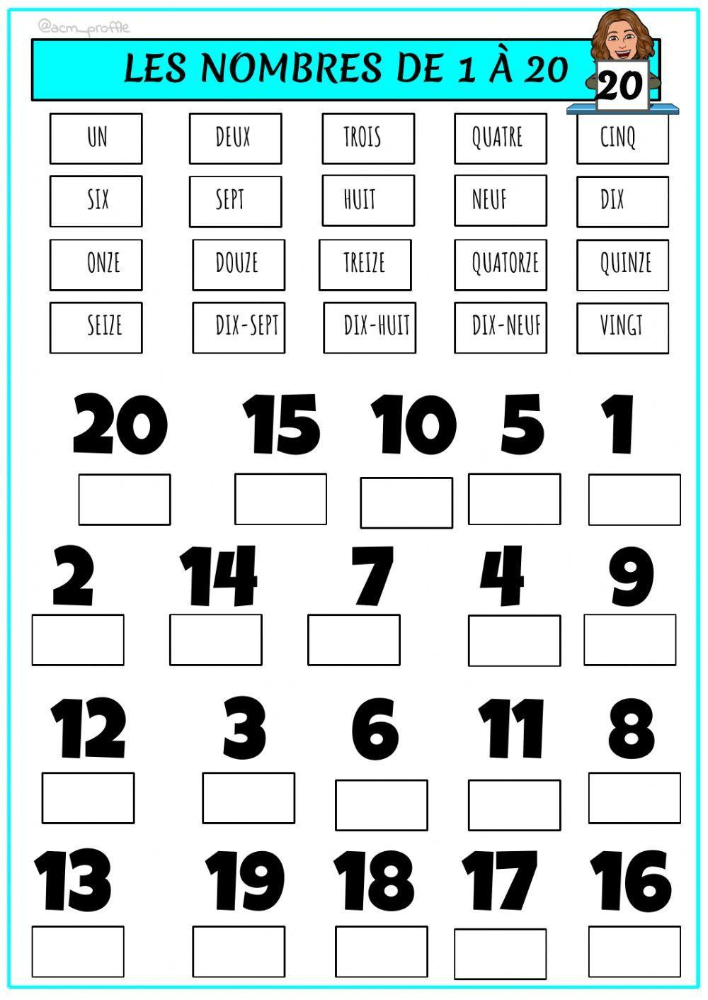 @acm_proffle
LES NOMBRES DE 1 À 20
20
UN DEUX TROIS QUATRE CINQ
SIX SEPT HUIT NEUF DIX
ONZE DOUZE TREIZE QUATORZE QUINZE
SEIZE DIX-SEPT DIX-HUIT DIX-NEUF VINGT
20 15 10 5 1
2 14 7 4 9
12 3 6 11 8
13 19 18 17 16